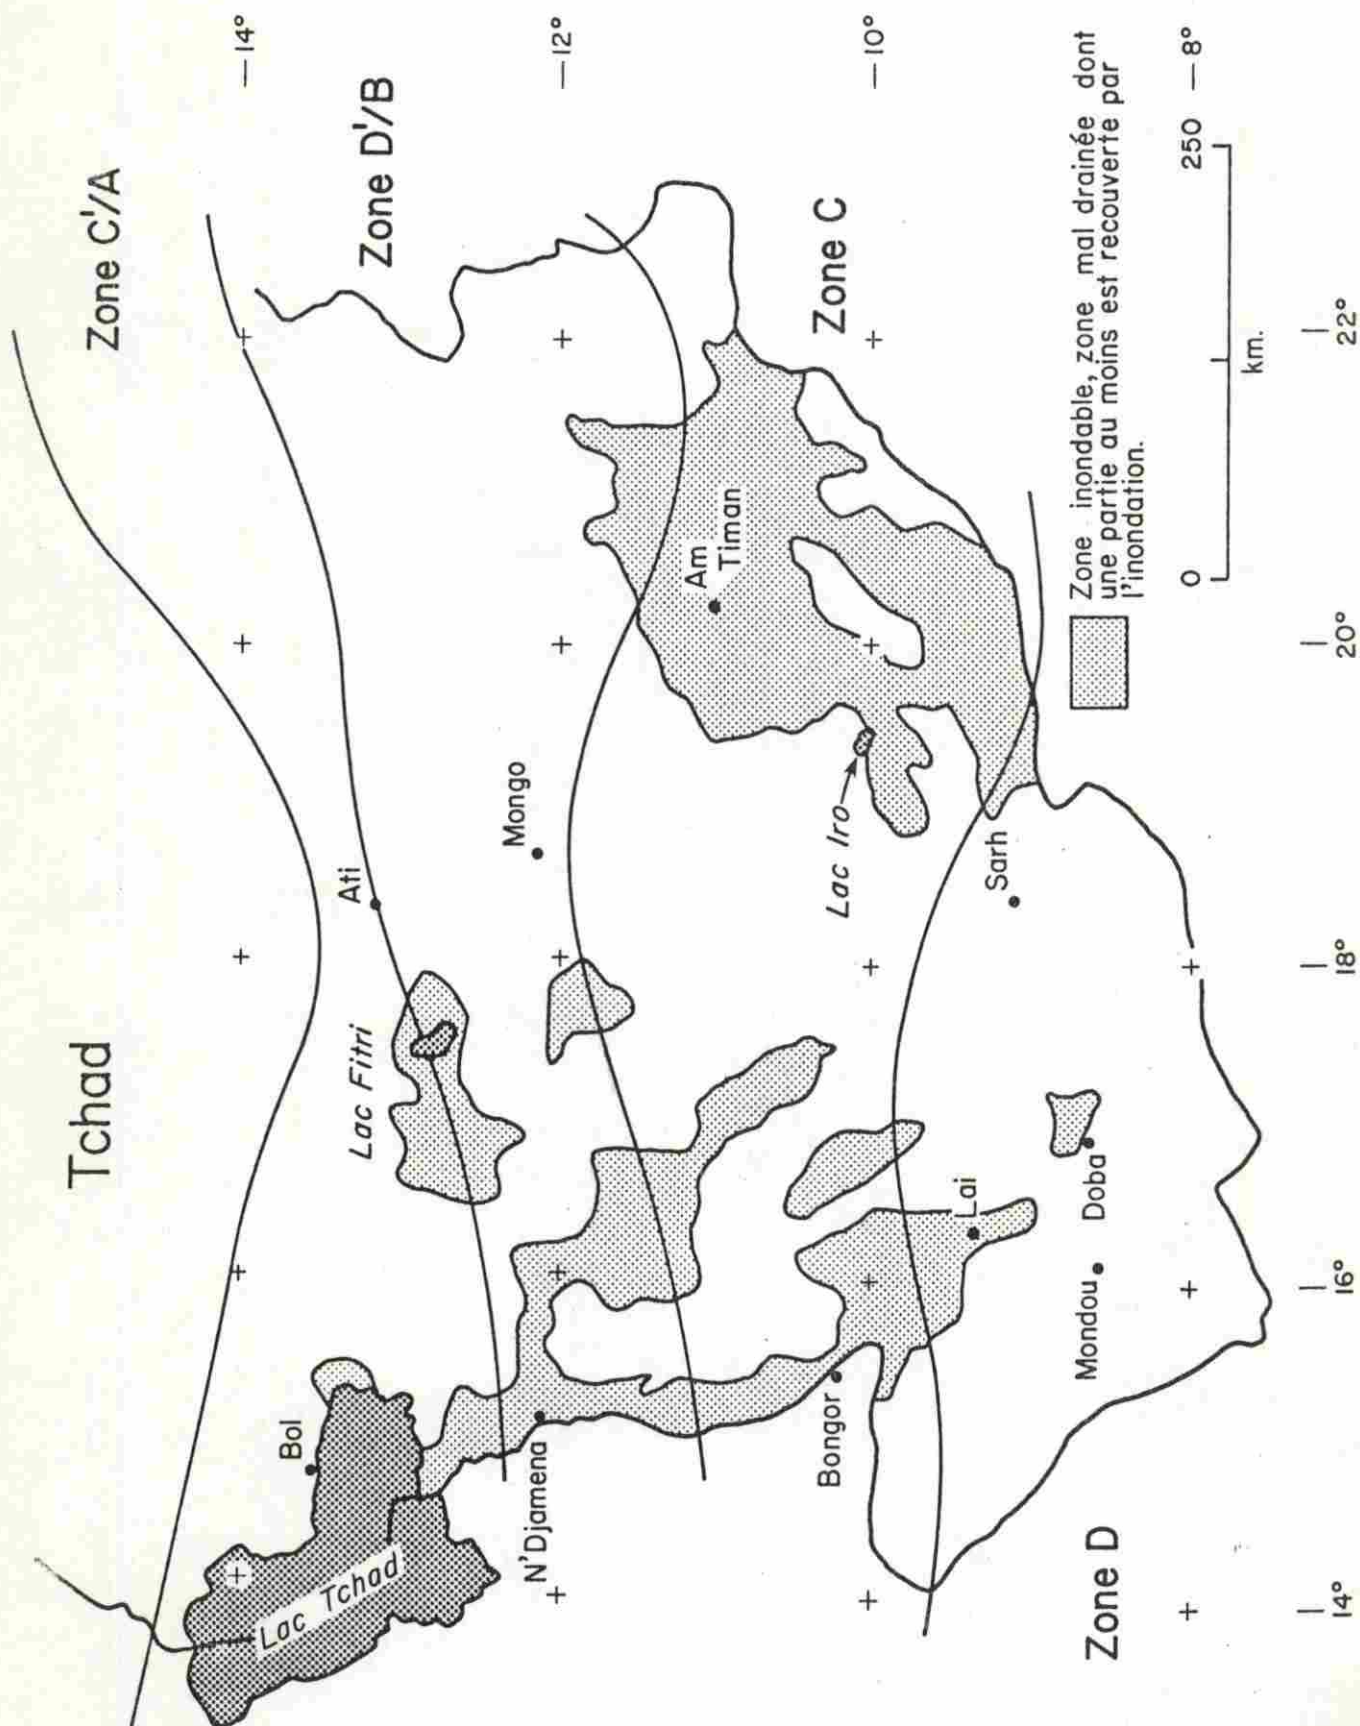 Tchad
Zone C'/A
—14°
Zone D'/B
—12°
Zone C
—10°
—8°
Bol
Lac Tchad
Lac Fitri
Ati
Mongo
N'Djamena
Am
Timan
Lac Iro
Bongor
Lai
Sarh
Mondou
Doba
Zone D
Zone inondable, zone mal drainée dont
une partie au moins est recouverte par
l'inondation.
0 250
km.
14° 16° 18° 20° 22°